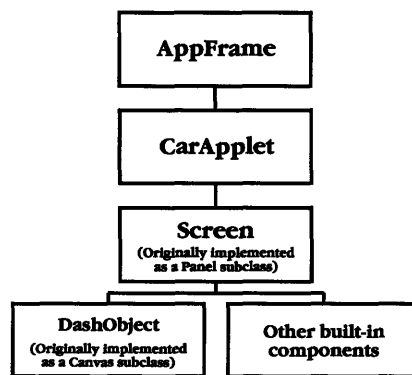 AppFrame
CarApplet
Screen
(Originally implemented
as a Panel subclass)
DashObject
(Originally implemented
as a Canvas subclass)
Other built-in
components